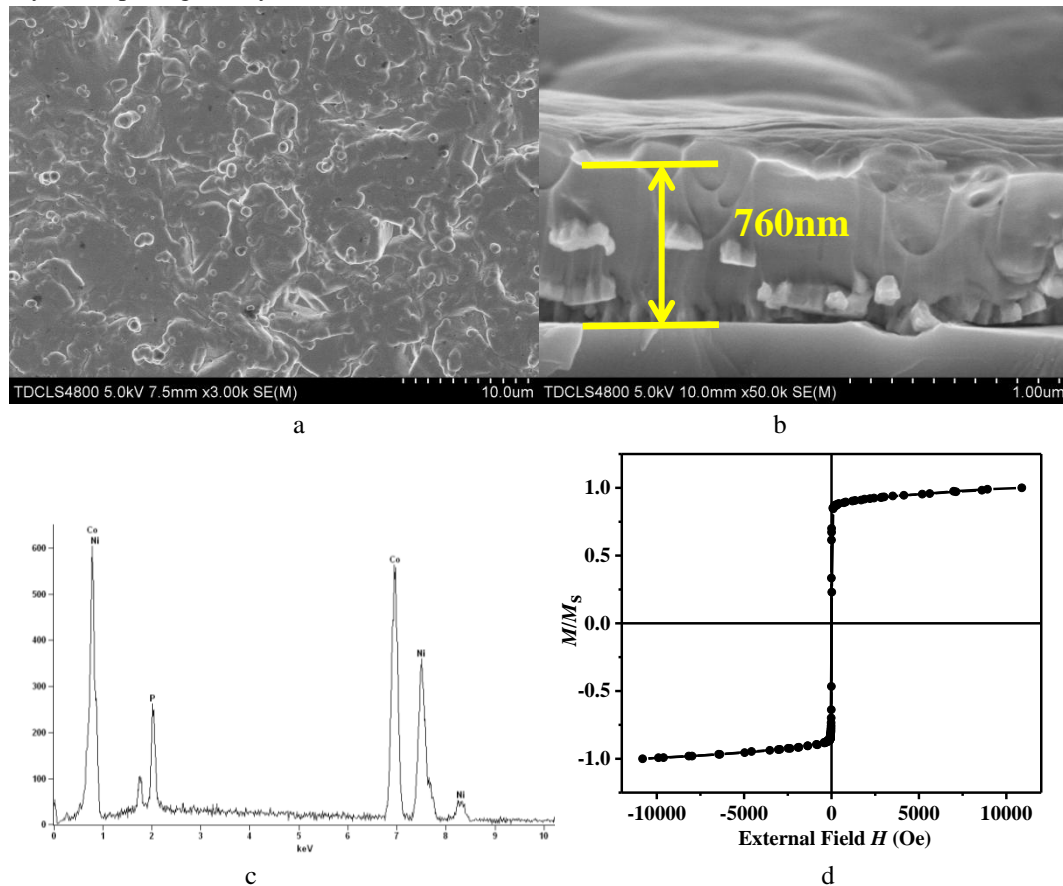 760nm
TDCLS4800 5.0kV 7.5mm x3.00k SE(M) 10.0um
TDCLS4800 5.0kV 10.0mm x50.0k SE(M) 1.00um
a
b
Co
Ni
P
Co
Ni
Ni
600
500
400
300
200
100
0
0 1 2 3 4 5 6 7 8 9 10
keV
c
M/Ms
1.0
0.5
0.0
-0.5
-1.0
-10000 -5000 0 5000 10000
External Field H (Oe)
d